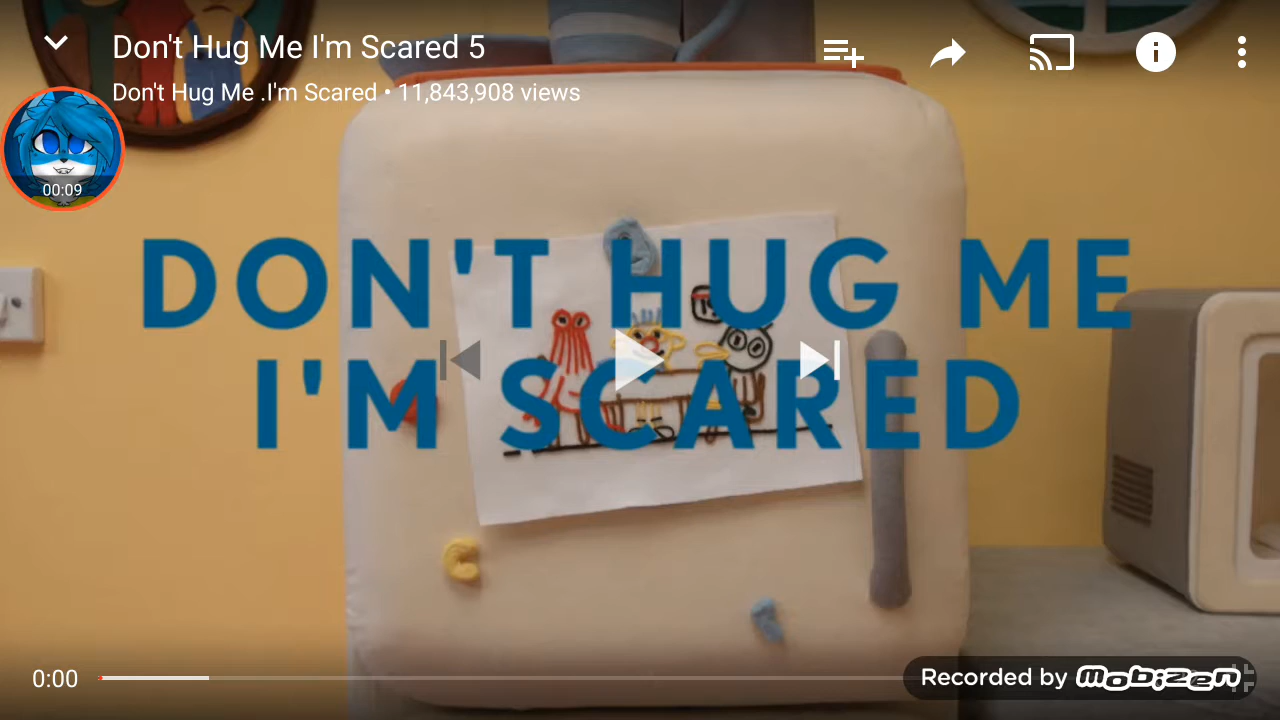 Don't Hug Me I'm Scared 5
Don't Hug Me .I'm Scared • 11,843,908 views
00:09
DON'T HUG ME
I'M SCARED
0:00
Recorded by mobizen